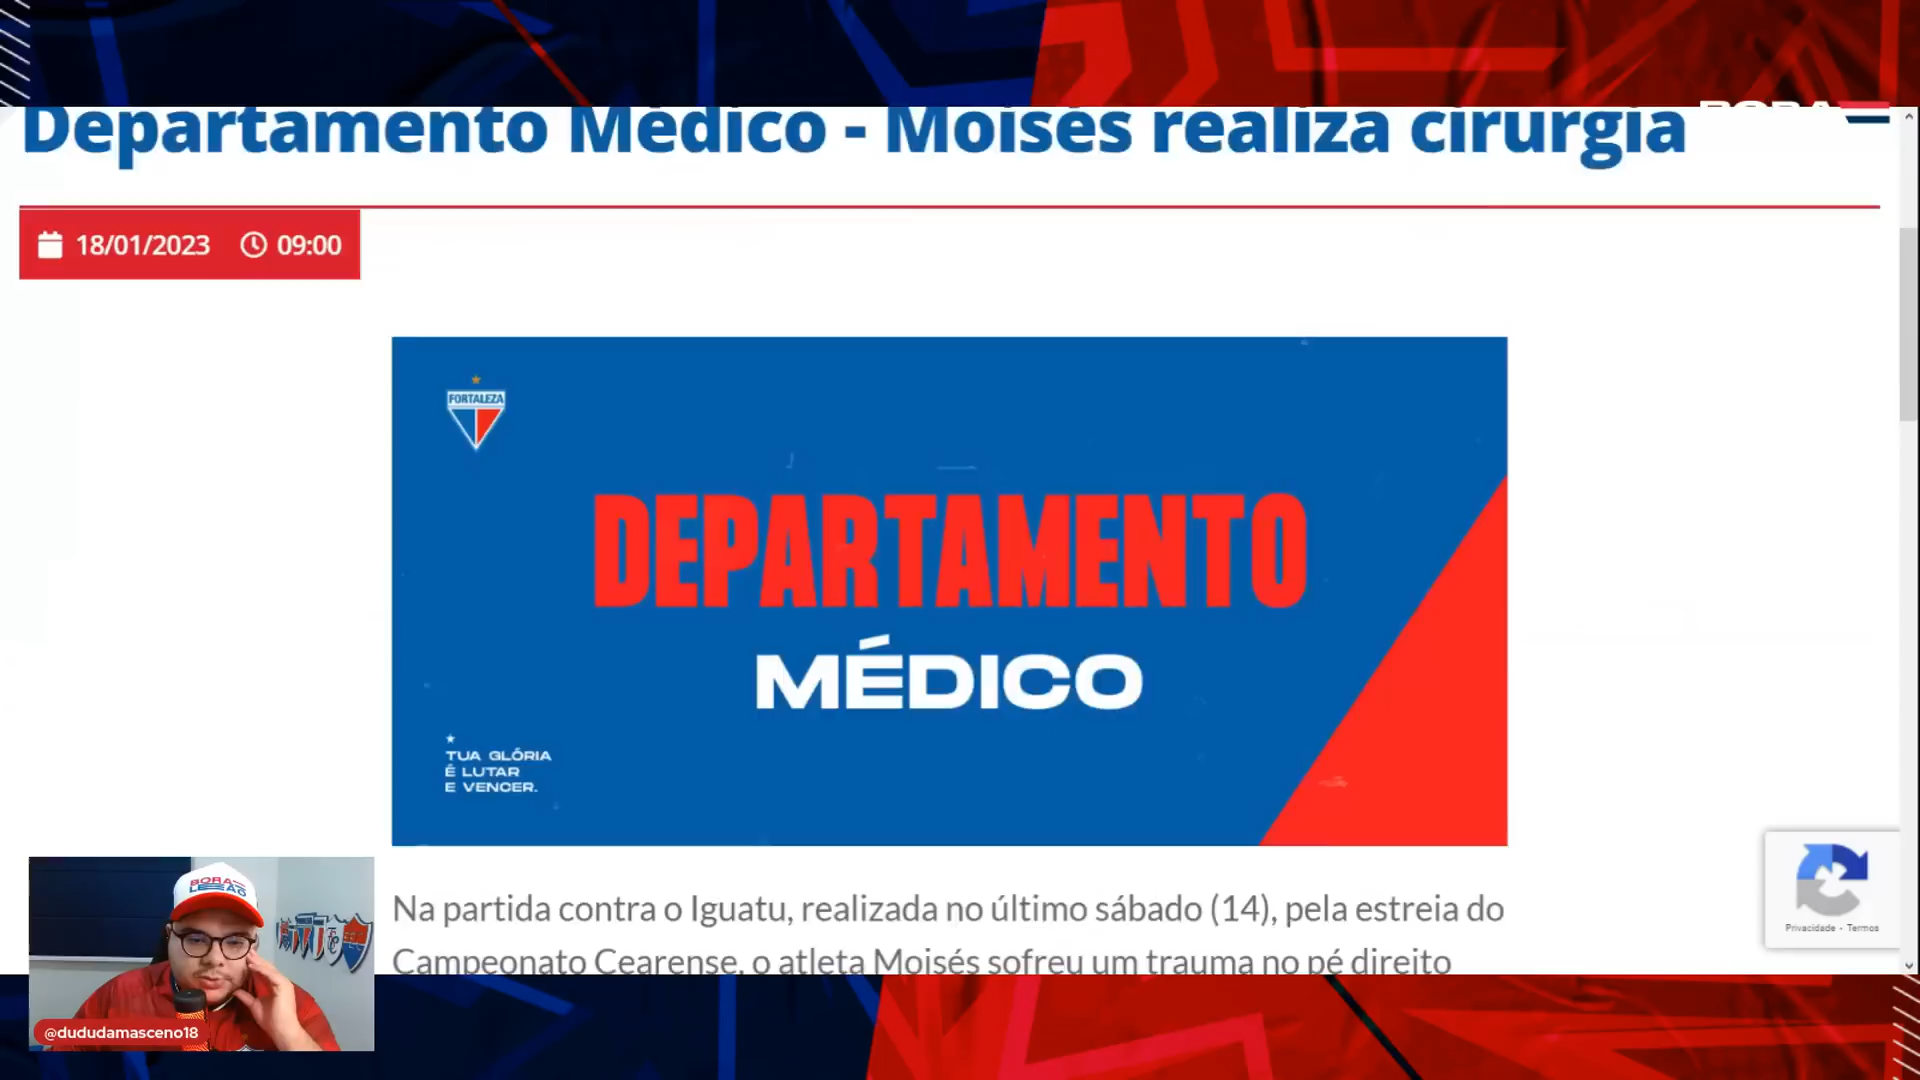 Departamento Médico - Moisés realiza cirurgia
18/01/2023 09:00
FORTALEZA
DEPARTAMENTO
MÉDICO
TUA GLÓRIA
É LUTAR
E VENCER.
Na partida contra o Iguatu, realizada no último sábado (14), pela estreia do
Campeonato Cearense, o atleta Moisés sofreu um trauma no pé direito
Privacidade - Termos
BORA
LEÃO
@dududamasceno18